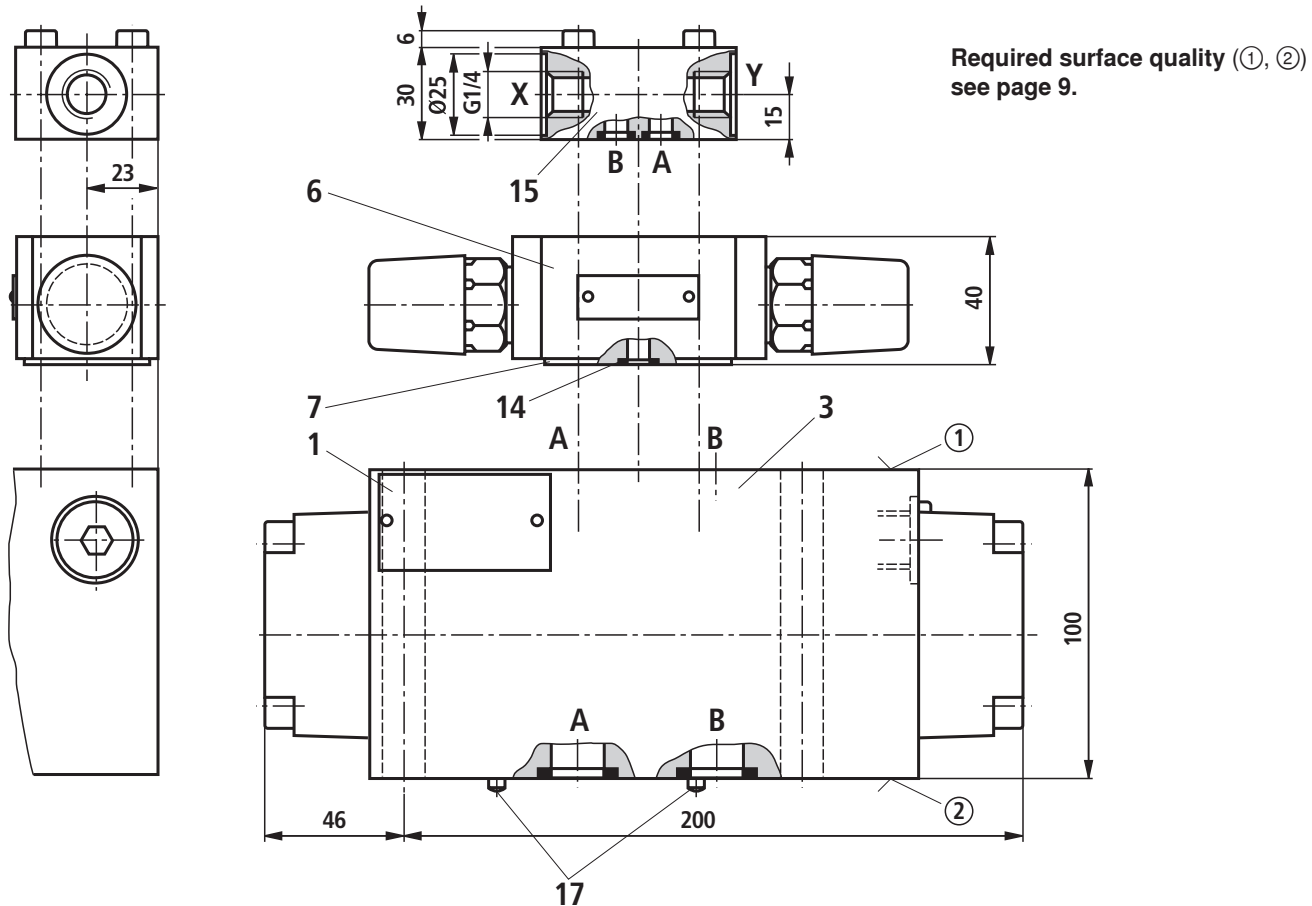 Required surface quality (①, ②)
see page 9.
6
30
Ø25
G1/4
X
Y
15
B
A
23
6
15
40
7
14
3
A
B
1
①
100
A
B
②
46
200
17